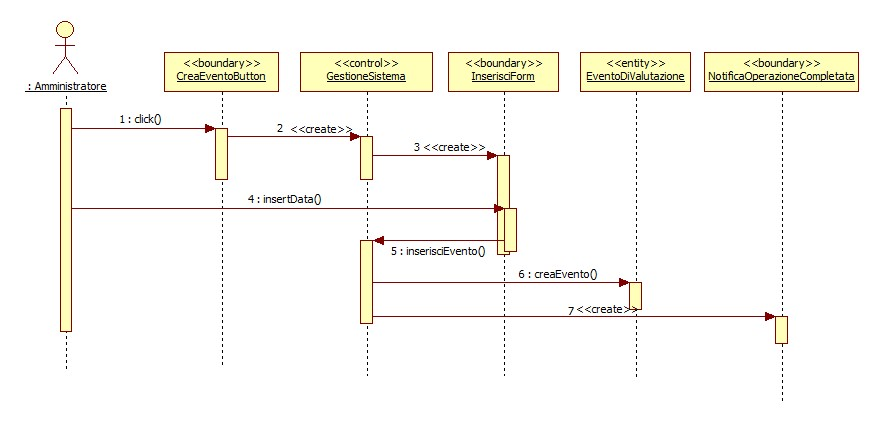 <<boundary>>
CreaEventoButton
<<control>>
GestioneSistema
<<boundary>>
InserisciForm
<<entity>>
EventoDiValutazione
<<boundary>>
NotificaOperazioneCompletata
: Amministratore
1 : click()
2 <<create>>
3 <<create>>
4 : insertData()
5 : inserisciEvento()
6 : creaEvento()
7 <<create>>